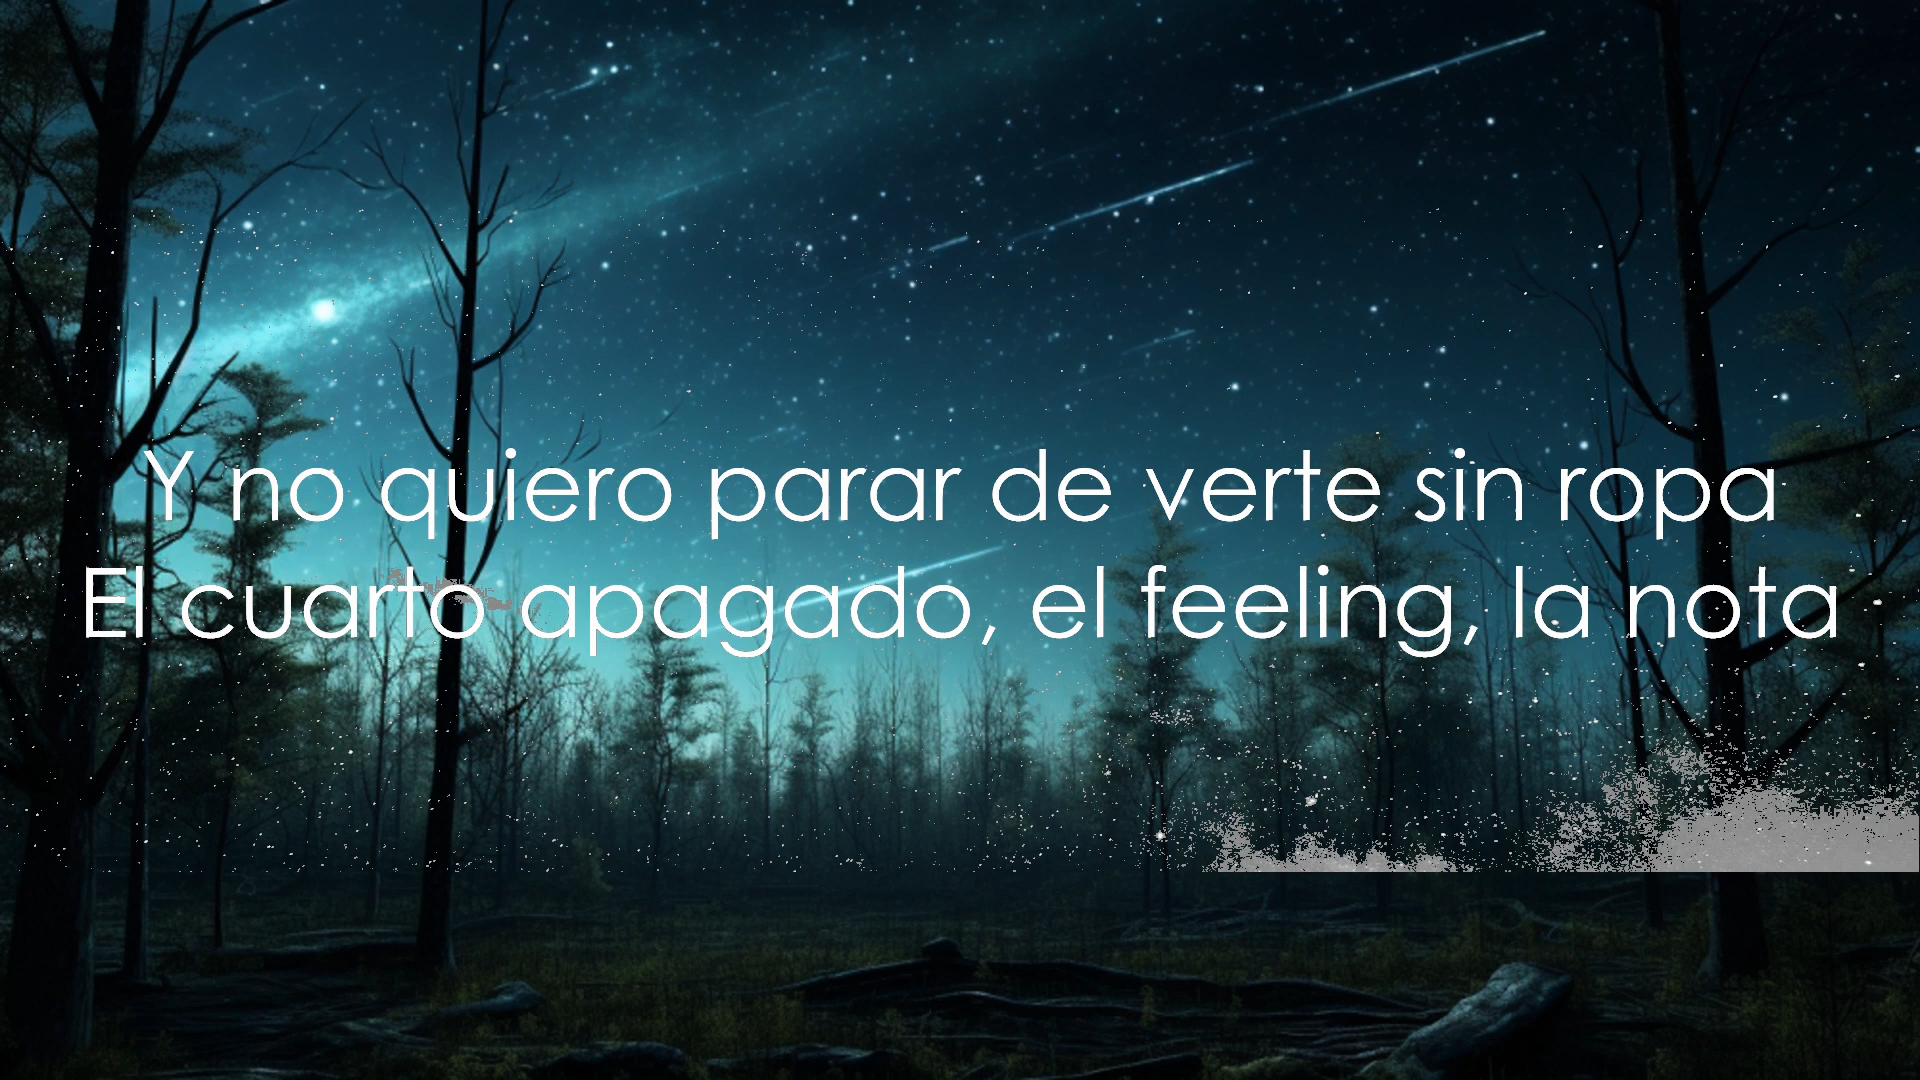 Y no quiero parar de verte sin ropa
El cuarto apagado, el feeling, la nota